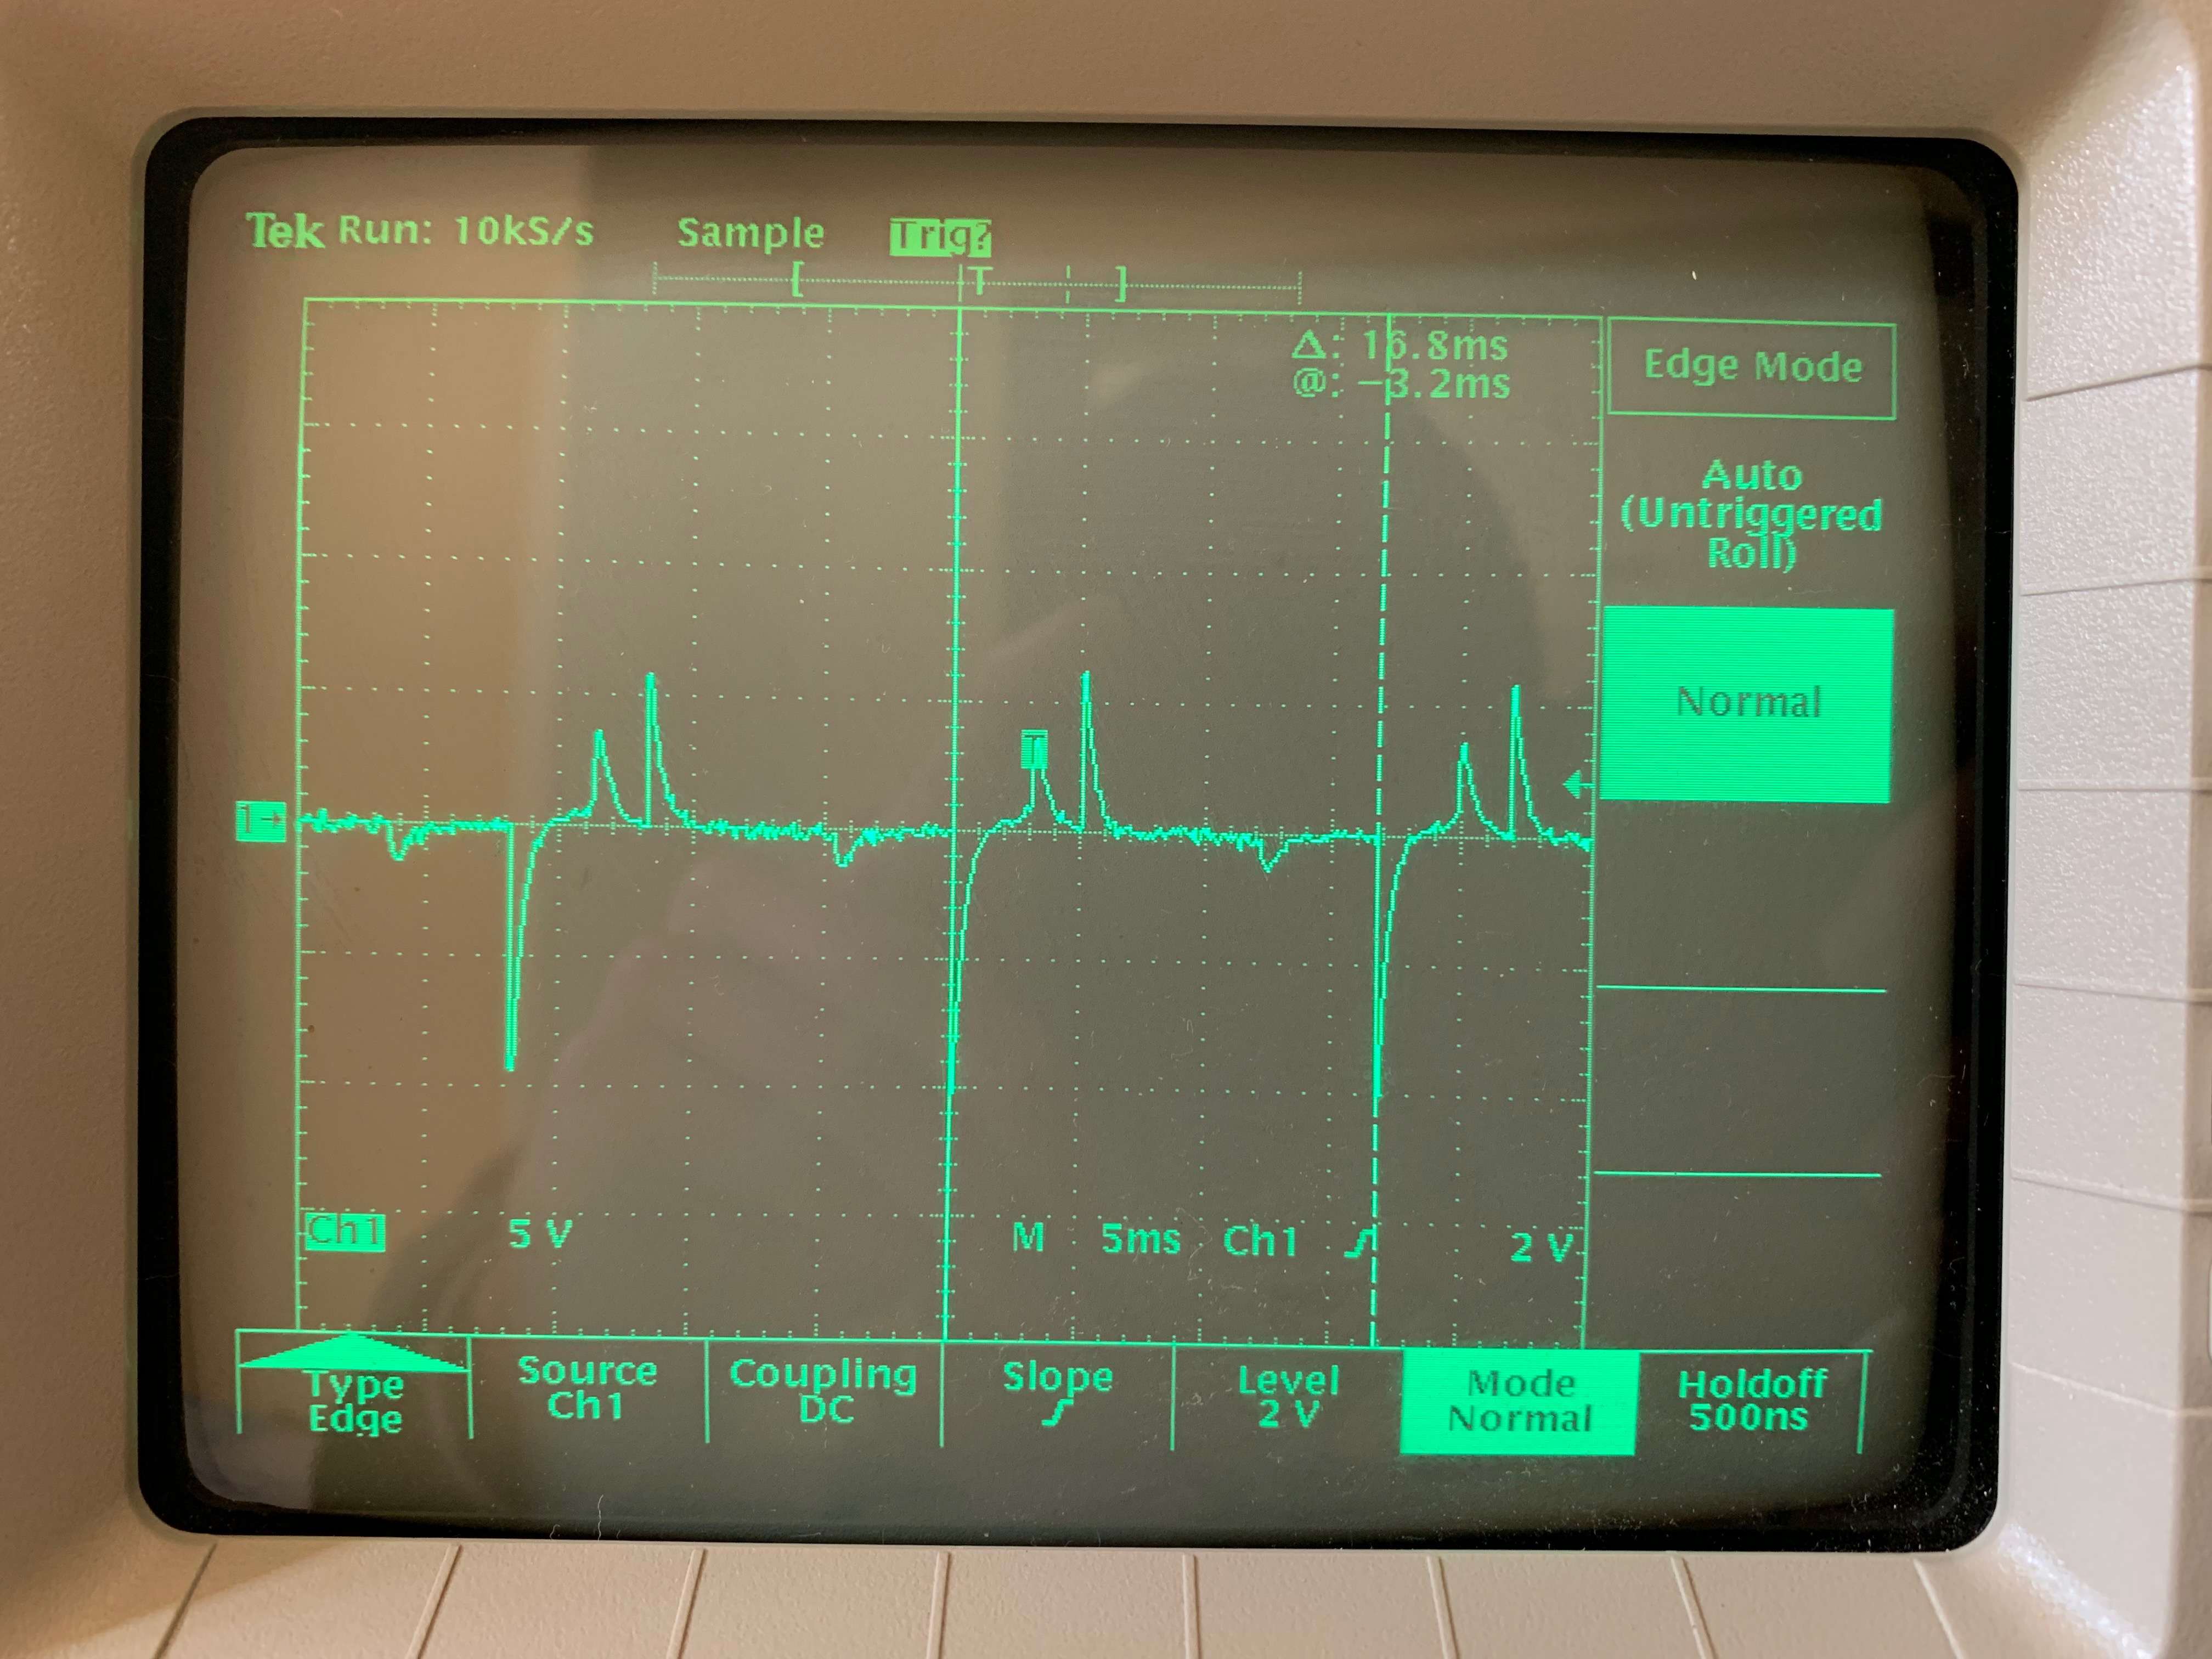 Tek Run: 10kS/s Sample Trig?
[ T ]
Δ: 16.8ms
@: -3.2ms
Edge Mode
Auto
(Untriggered
Roll)
Normal
T
1→
Ch1 5 V M 5ms Ch1 2 V
Type
Edge
Source
Ch1
Coupling
DC
Slope
Level
2 V
Mode
Normal
Holdoff
500ns